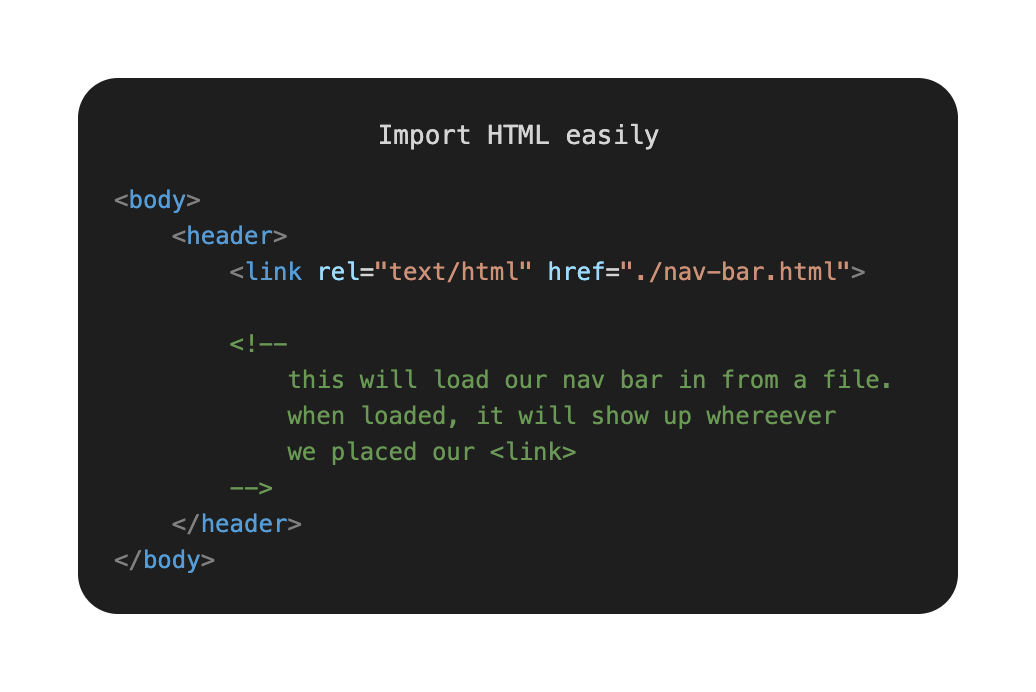 Import HTML easily
<body>
<header>
<link rel="text/html" href="./nav-bar.html">
<!--
this will load our nav bar in from a file.
when loaded, it will show up whereever
we placed our <link>
-->
</header>
</body>